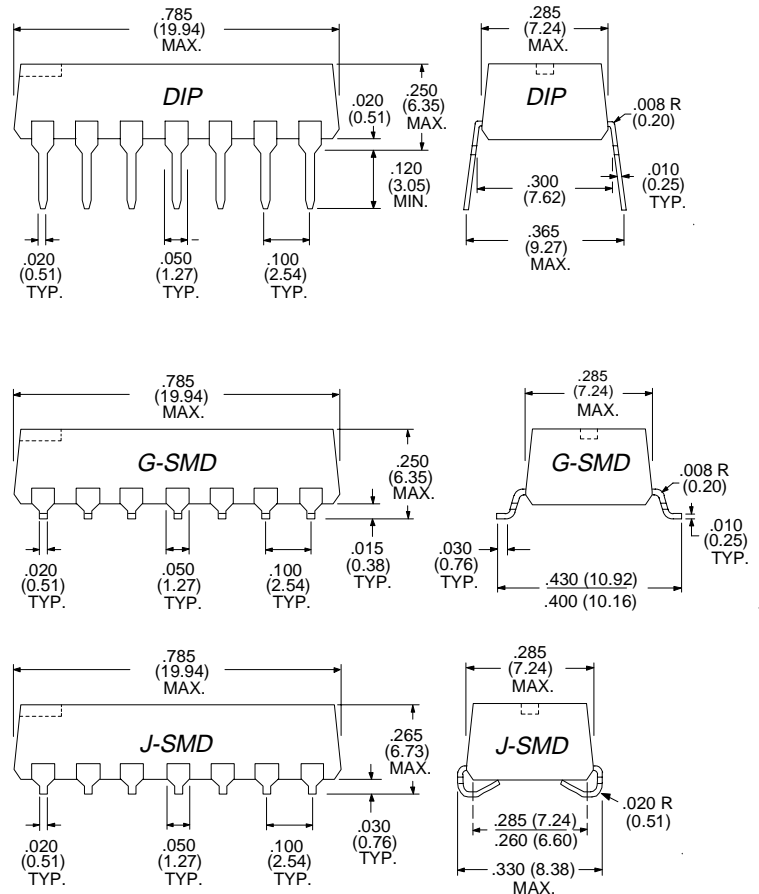 .785
(19.94)
MAX.
DIP
.020
(0.51)
.250
(6.35)
MAX.
.120
(3.05)
MIN.
.020
(0.51)
TYP.
.050
(1.27)
TYP.
.100
(2.54)
TYP.
.285
(7.24)
MAX.
DIP
.008 R
(0.20)
.010
(0.25)
TYP.
.300
(7.62)
.365
(9.27)
MAX.
.785
(19.94)
MAX.
G-SMD
.250
(6.35)
MAX.
.020
(0.51)
TYP.
.050
(1.27)
TYP.
.100
(2.54)
TYP.
.015
(0.38)
TYP.
.285
(7.24)
MAX.
G-SMD
.008 R
(0.20)
.010
(0.25)
TYP.
.030
(0.76)
TYP.
.430 (10.92)
.400 (10.16)
.785
(19.94)
MAX.
J-SMD
.265
(6.73)
MAX.
.020
(0.51)
TYP.
.050
(1.27)
TYP.
.100
(2.54)
TYP.
.030
(0.76)
TYP.
.285
(7.24)
MAX.
J-SMD
.020 R
(0.51)
.285 (7.24)
.260 (6.60)
.330 (8.38)
MAX.